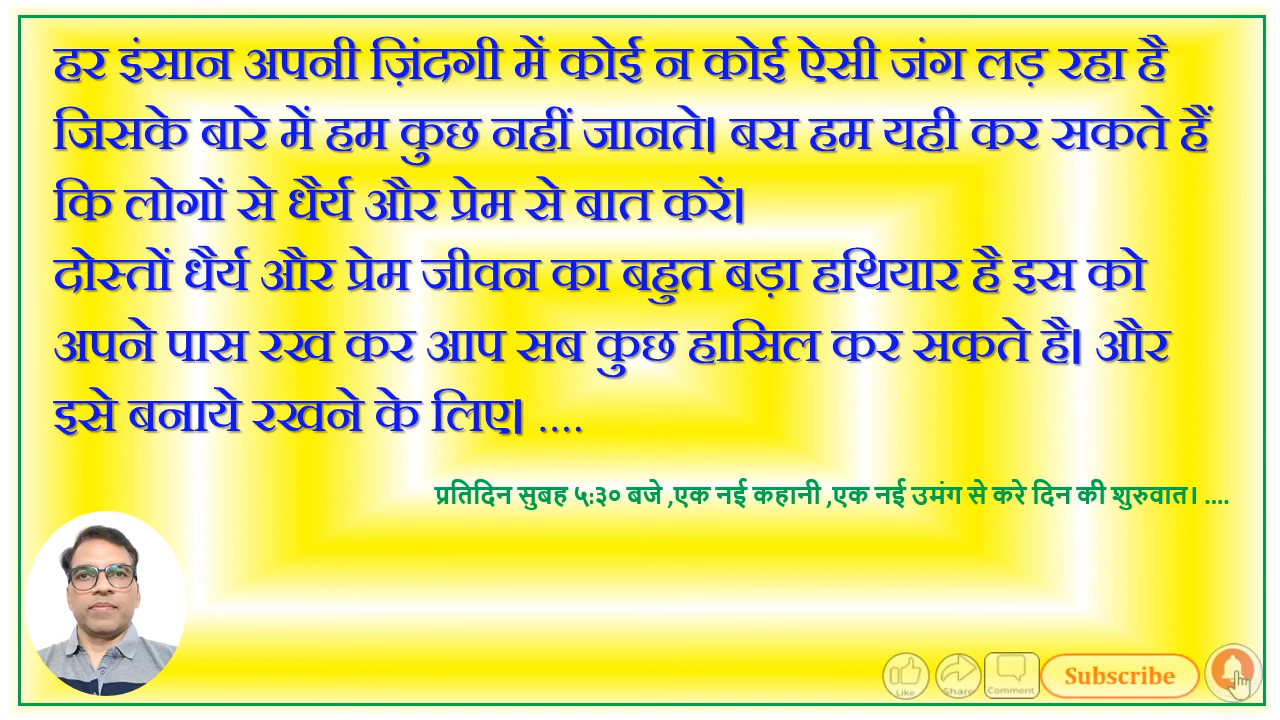 हर इंसान अपनी ज़िंदगी में कोई न कोई ऐसी जंग लड़ रहा है
जिसके बारे में हम कुछ नहीं जानते। बस हम यही कर सकते हैं
कि लोगों से धैर्य और प्रेम से बात करें।
दोस्तों धैर्य और प्रेम जीवन का बहुत बड़ा हथियार है इस को
अपने पास रख कर आप सब कुछ हासिल कर सकते है। और
इसे बनाये रखने के लिए। ....
प्रतिदिन सुबह ५:३० बजे ,एक नई कहानी ,एक नई उमंग से करे दिन की शुरुवात। ....
Like Share Comment Subscribe